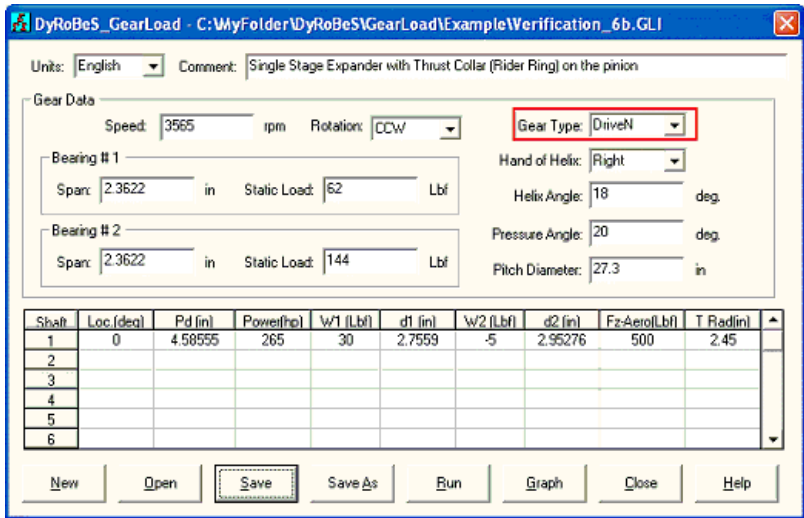 DyRoBeS_GearLoad - C:\MyFolder\DyRoBeS\GearLoad\Example\Verification_6b.GLI
Units: English Comment: Single Stage Expander with Thrust Collar (Rider Ring) on the pinion
Gear Data
Speed: 3565 rpm Rotation: CCW Gear Type: DriveN
Bearing # 1 Hand of Helix: Right
Span: 2.3622 in Static Load: 62 Lbf Helix Angle: 18 deg.
Bearing # 2 Pressure Angle: 20 deg.
Span: 2.3622 in Static Load: 144 Lbf Pitch Diameter: 27.3 in
Shaft Loc.(deg) Pd (in) Power(hp) W1 (Lbf) d1 (in) W2 (Lbf) d2 (in) Fz-Aero(Lbf) T Rad(in)
1 0 4.58555 265 30 2.7559 -5 2.95276 500 2.45
2
3
4
5
6
New Open Save Save As Run Graph Close Help